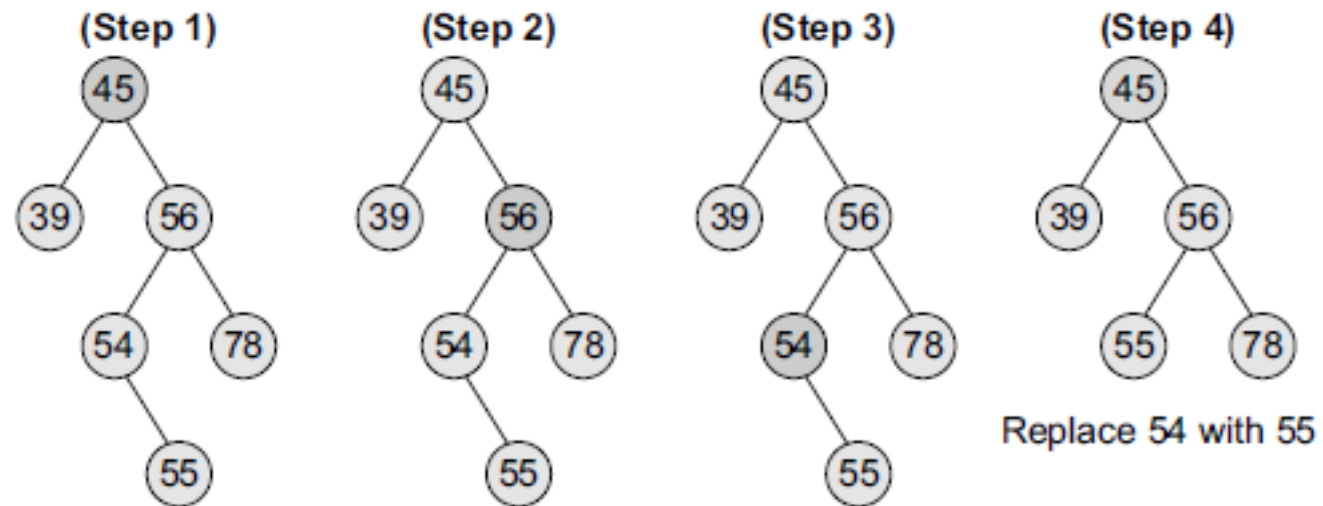 (Step 1) (Step 2) (Step 3) (Step 4)
45 45 45 45
39 56 39 56 39 56 39 56
54 78 54 78 54 78 55 78
Replace 54 with 55
55 55 55